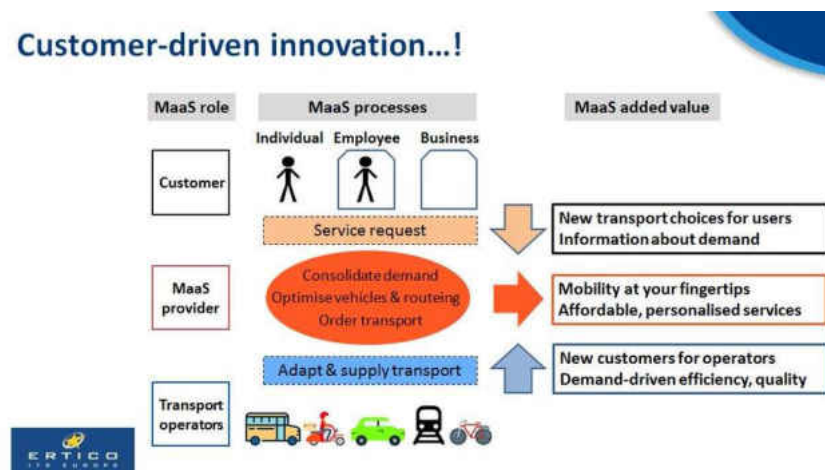 Customer-driven innovation...!
MaaS role
MaaS processes
MaaS added value
Individual
Employee
Business
Customer
Service request
New transport choices for users
Information about demand
MaaS
provider
Consolidate demand
Optimise vehicles & routeing
Order transport
Mobility at your fingertips
Affordable, personalised services
Adapt & supply transport
New customers for operators
Demand-driven efficiency, quality
Transport
operators
ERTICO
ITS EUROPE